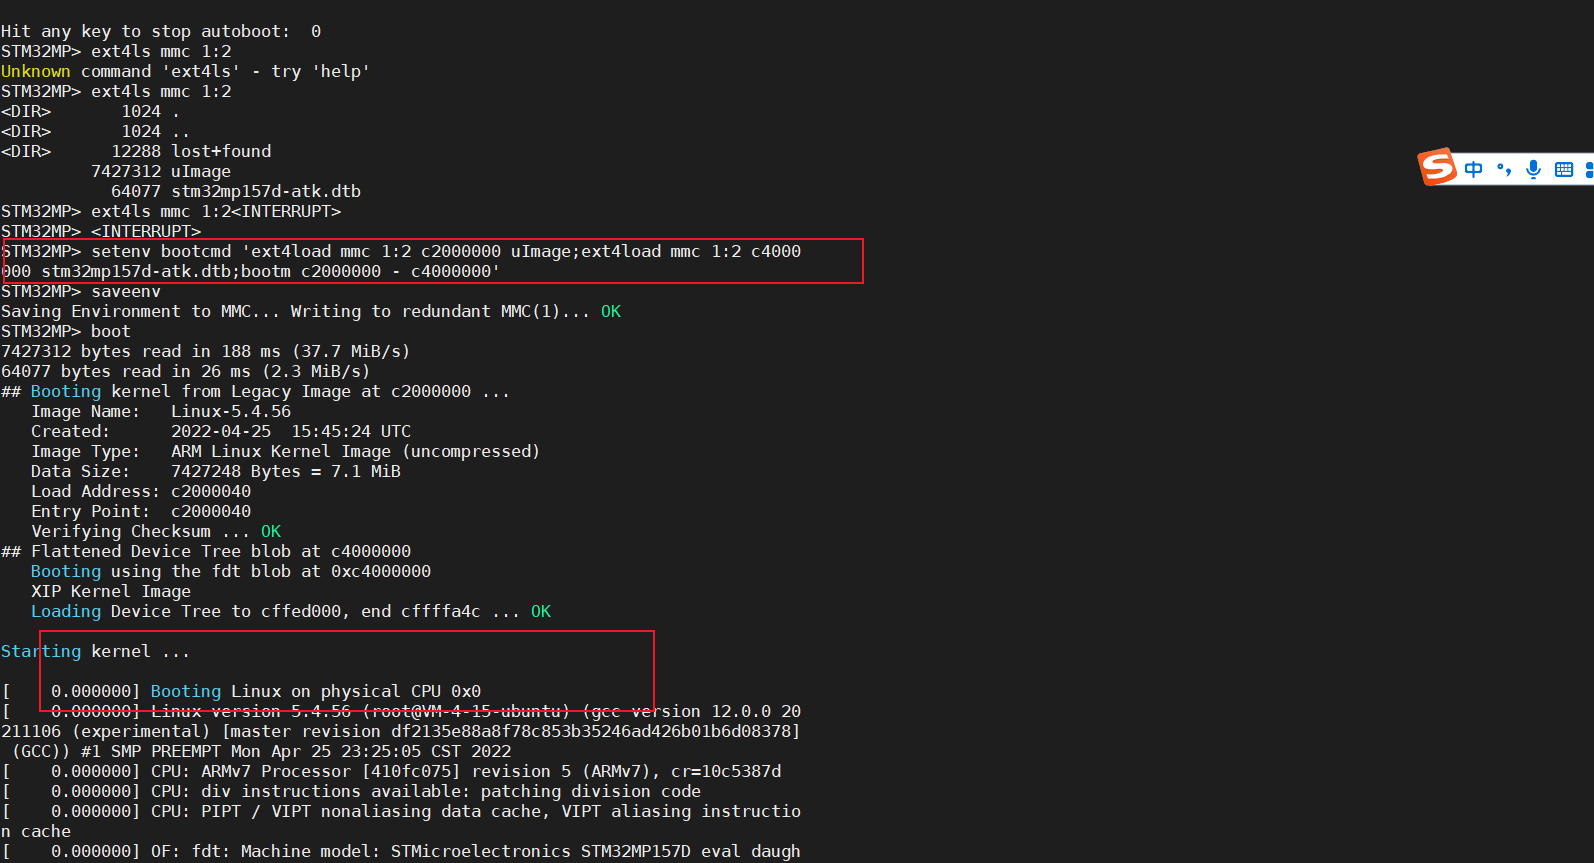 Hit any key to stop autoboot:  0
STM32MP> ext4ls mmc 1:2
Unknown command 'ext4ls' - try 'help'
STM32MP> ext4ls mmc 1:2
<DIR>       1024 .
<DIR>       1024 ..
<DIR>      12288 lost+found
         7427312 uImage
           64077 stm32mp157d-atk.dtb
STM32MP> ext4ls mmc 1:2<INTERRUPT>
STM32MP> <INTERRUPT>
STM32MP> setenv bootcmd 'ext4load mmc 1:2 c2000000 uImage;ext4load mmc 1:2 c4000
000 stm32mp157d-atk.dtb;bootm c2000000 - c4000000'
STM32MP> saveenv
Saving Environment to MMC... Writing to redundant MMC(1)... OK
STM32MP> boot
7427312 bytes read in 188 ms (37.7 MiB/s)
64077 bytes read in 26 ms (2.3 MiB/s)
## Booting kernel from Legacy Image at c2000000 ...
   Image Name:   Linux-5.4.56
   Created:      2022-04-25  15:45:24 UTC
   Image Type:   ARM Linux Kernel Image (uncompressed)
   Data Size:    7427248 Bytes = 7.1 MiB
   Load Address: c2000040
   Entry Point:  c2000040
   Verifying Checksum ... OK
## Flattened Device Tree blob at c4000000
   Booting using the fdt blob at 0xc4000000
   XIP Kernel Image
   Loading Device Tree to cffed000, end cffffa4c ... OK
Starting kernel ...
[    0.000000] Booting Linux on physical CPU 0x0
[    0.000000] Linux version 5.4.56 (root@VM-4-15-ubuntu) (gcc version 12.0.0 20
211106 (experimental) [master revision df2135e88a8f78c853b35246ad426b01b6d08378]
 (GCC)) #1 SMP PREEMPT Mon Apr 25 23:25:05 CST 2022
[    0.000000] CPU: ARMv7 Processor [410fc075] revision 5 (ARMv7), cr=10c5387d
[    0.000000] CPU: div instructions available: patching division code
[    0.000000] CPU: PIPT / VIPT nonaliasing data cache, VIPT aliasing instructio
n cache
[    0.000000] OF: fdt: Machine model: STMicroelectronics STM32MP157D eval daugh
S 中